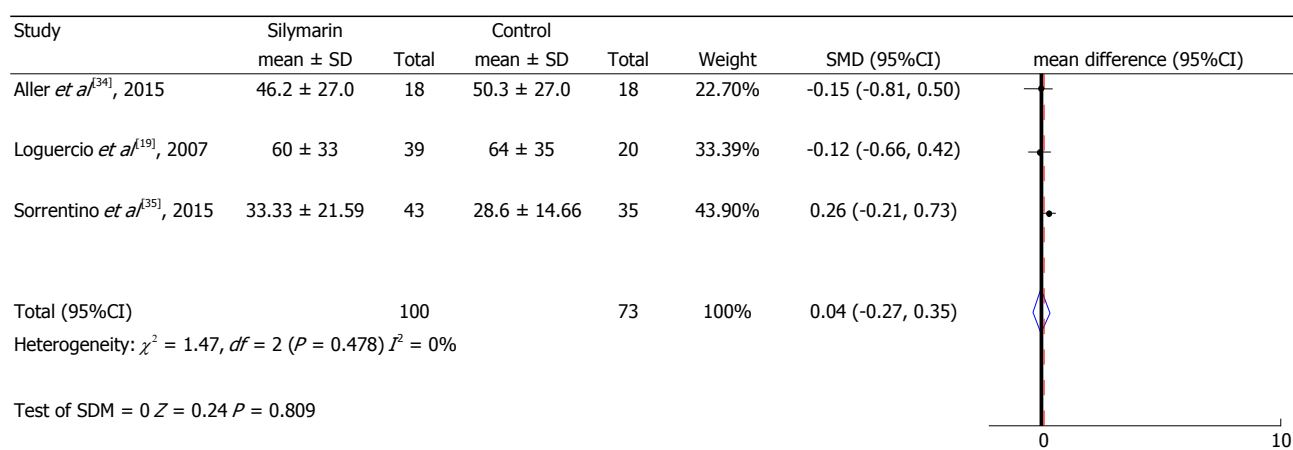 Study Silymarin Control
mean ± SD Total mean ± SD Total Weight SMD (95%CI) mean difference (95%CI)
Aller et al[34], 2015 46.2 ± 27.0 18 50.3 ± 27.0 18 22.70% -0.15 (-0.81, 0.50)
Loguercio et al[19], 2007 60 ± 33 39 64 ± 35 20 33.39% -0.12 (-0.66, 0.42)
Sorrentino et al[35], 2015 33.33 ± 21.59 43 28.6 ± 14.66 35 43.90% 0.26 (-0.21, 0.73)
Total (95%CI) 100 73 100% 0.04 (-0.27, 0.35)
Heterogeneity: χ² = 1.47, df = 2 (P = 0.478) I² = 0%
Test of SDM = 0 Z = 0.24 P = 0.809
0 10